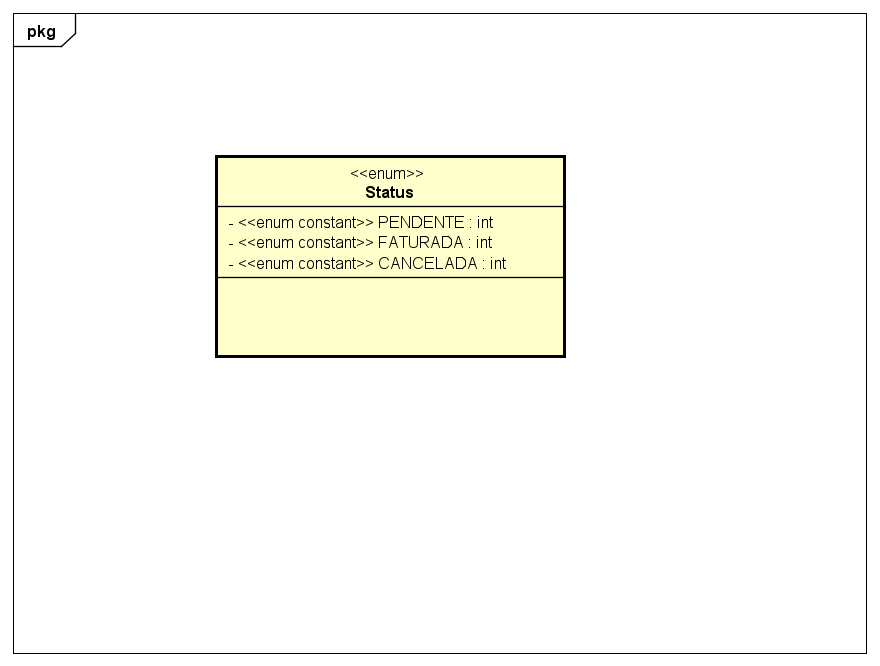 pkg
<<enum>>
Status
- <<enum constant>> PENDENTE : int
- <<enum constant>> FATURADA : int
- <<enum constant>> CANCELADA : int